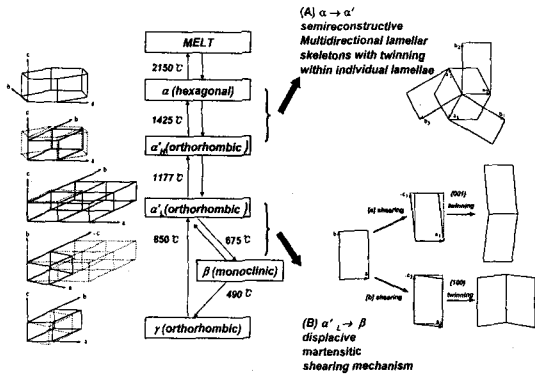 MELT
2150 ℃
α (hexagonal)
1425 ℃
α'H (orthorhombic)
1177 ℃
α'L (orthorhombic)
850 ℃
675 ℃
β (monoclinic)
490 ℃
γ (orthorhombic)
(A) α → α'
semireconstructive
Multidirectional lamellar
skeletons with twinning
within individual lamellae
[a] shearing
{001}
twinning
[b] shearing
{100}
twinning
(B) α'L → β
displacive
martensitic
shearing mechanism